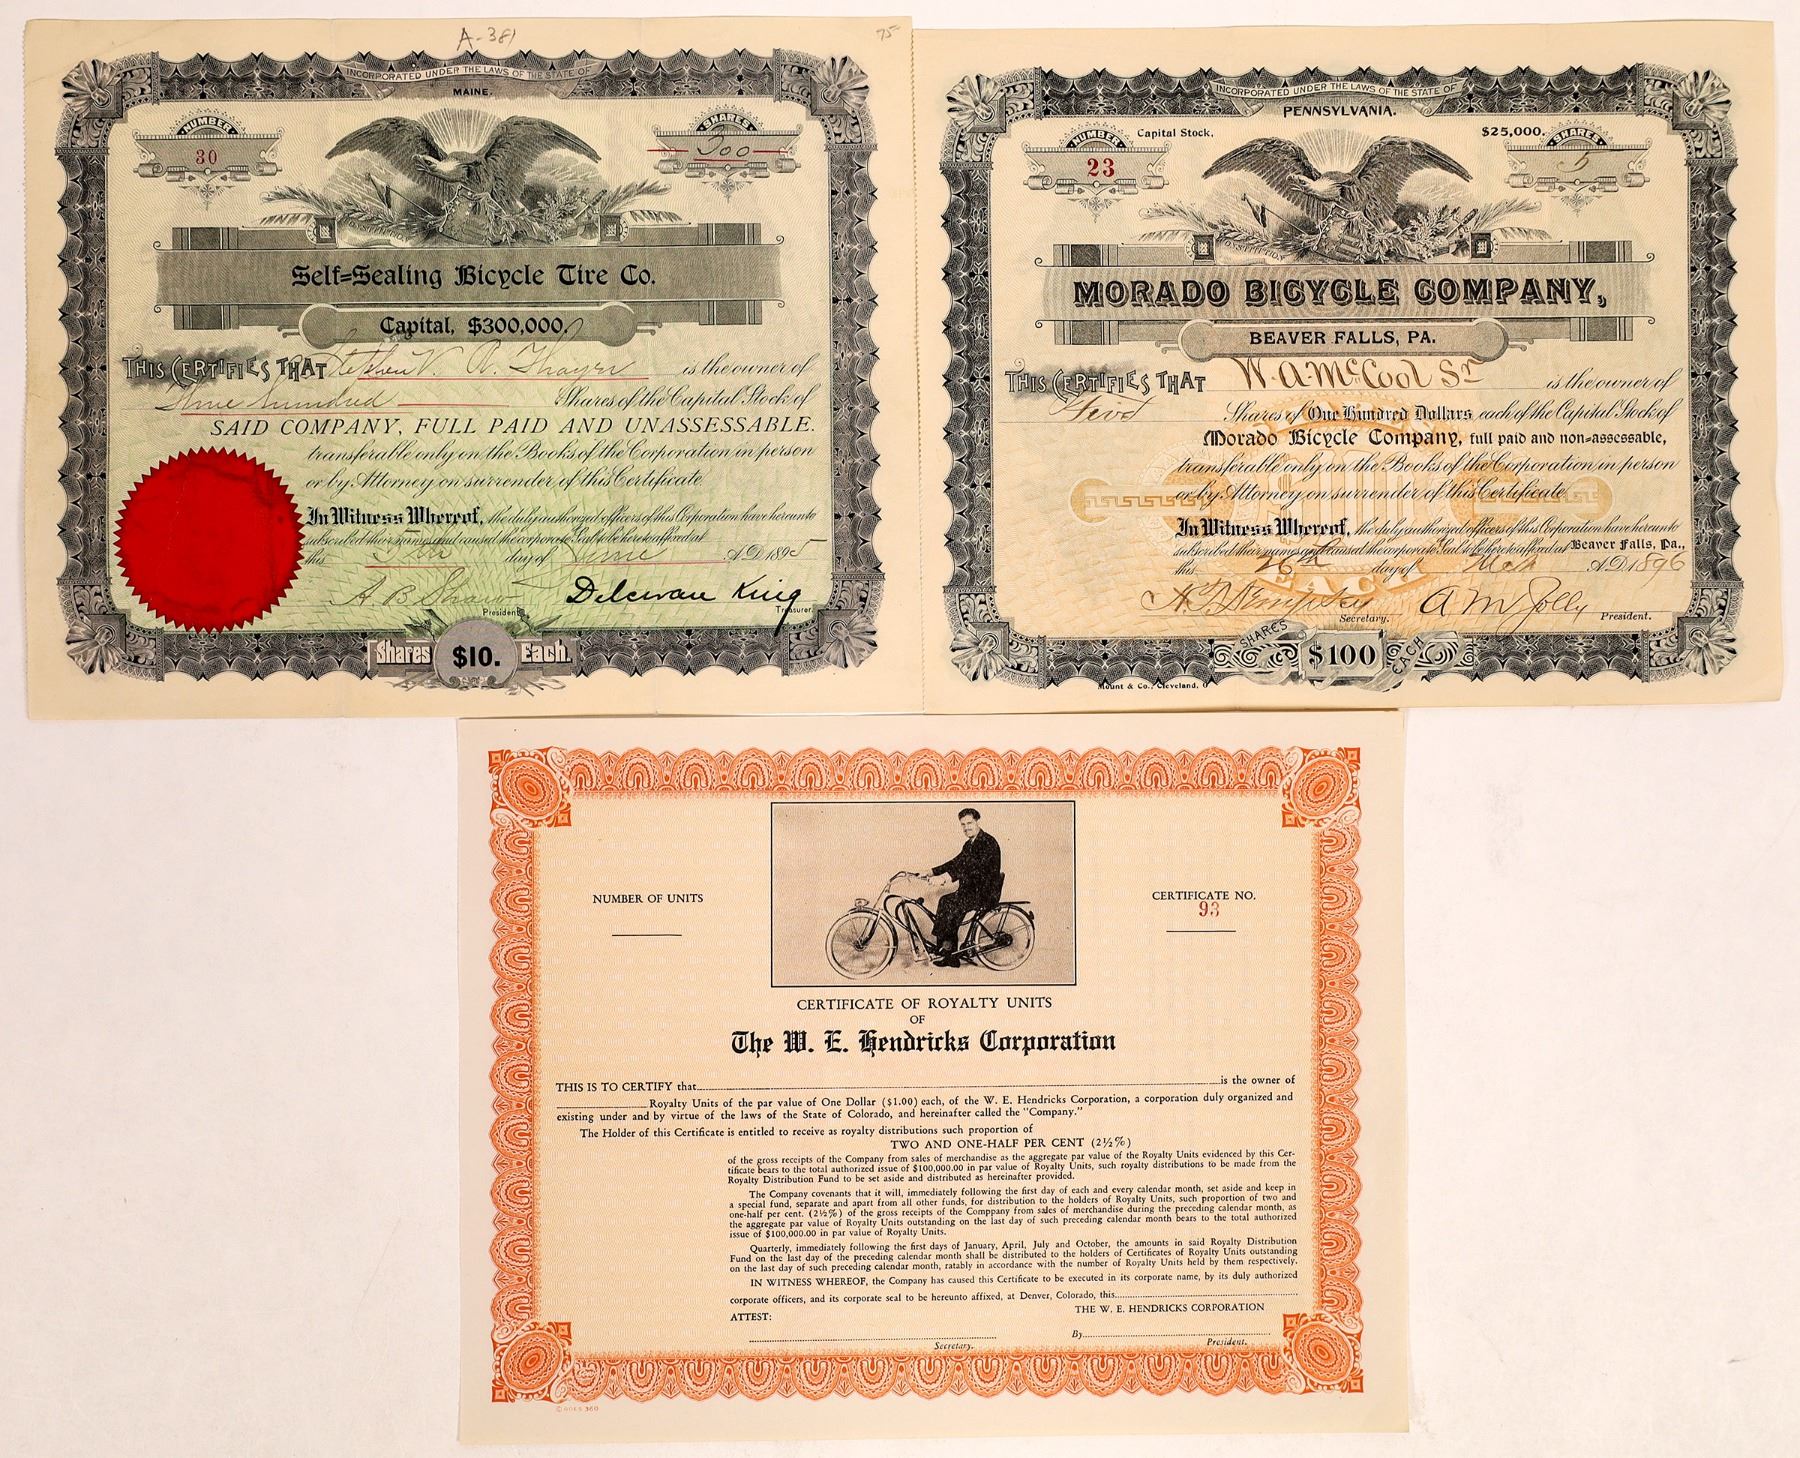 A-381
75
INCORPORATED UNDER THE LAWS OF THE STATE OF
MAINE.
NUMBER
30
SHARES
300
Self=Sealing Bicycle Tire Co.
Capital, $300,000.
THIS CERTIFIES THAT Stephen V. R. Thayer is the owner of
Three hundred Shares of the Capital Stock of
SAID COMPANY, FULL PAID AND UNASSESSABLE.
transferable only on the Books of the Corporation in person
or by Attorney on surrender of this Certificate.
In Witness Whereof, the duly authorized officers of this Corporation have hereunto
subscribed their names and caused the corporate Seal to be hereto affixed at
this day of June A.D. 1895
A B Shaw President
Delevan King Treasurer
Shares $10. Each.
INCORPORATED UNDER THE LAWS OF THE STATE OF
PENNSYLVANIA.
NUMBER
23
Capital Stock,
$25,000.
SHARES
5
CONSTITUTION
MORADO BICYCLE COMPANY,
BEAVER FALLS, PA.
THIS CERTIFIES THAT W. A. McCool Sr is the owner of
Shares of One Hundred Dollars each of the Capital Stock of
Morado Bicycle Company, full paid and non=assessable,
transferable only on the Books of the Corporation in person
or by Attorney on surrender of this Certificate.
In Witness Whereof, the duly authorized officers of this Corporation have hereunto
subscribed their names and caused the corporate Seal to be hereto affixed at Beaver Falls, Pa.,
this 26th day of Mch A.D. 1896
Secretary.
A M Jolly President.
$100
EACH
SHARES $100 EACH
Mount & Co., Cleveland, O
NUMBER OF UNITS
CERTIFICATE NO.
93
CERTIFICATE OF ROYALTY UNITS
OF
The W. E. Hendricks Corporation
THIS IS TO CERTIFY that is the owner of
Royalty Units of the par value of One Dollar ($1.00) each, of the W. E. Hendricks Corporation, a corporation duly organized and
existing under and by virtue of the laws of the State of Colorado, and hereinafter called the "Company."
The Holder of this Certificate is entitled to receive as royalty distributions such proportion of
TWO AND ONE-HALF PER CENT (2½%)
of the gross receipts of the Company from sales of merchandise as the aggregate par value of the Royalty Units evidenced by this Cer-
tificate bears to the total authorized issue of $100,000.00 in par value of Royalty Units, such royalty distributions to be made from the
Royalty Distribution Fund to be set aside and distributed as hereinafter provided.
The Company covenants that it will, immediately following the first day of each and every calendar month, set aside and keep in
a special fund, separate and apart from all other funds, for distribution to the holders of Royalty Units, such proportion of two and
one-half per cent. (2½%) of the gross receipts of the Comppany from sales of merchandise during the preceding calendar month, as
the aggregate par value of Royalty Units outstanding on the last day of such preceding calendar month bears to the total authorized
issue of $100,000.00 in par value of Royalty Units.
Quarterly, immediately following the first days of January, April, July and October, the amounts in said Royalty Distribution
Fund on the last day of the preceding calendar month shall be distributed to the holders of Certificates of Royalty Units outstanding
on the last day of such preceding calendar month, ratably in accordance with the number of Royalty Units held by them respectively.
IN WITNESS WHEREOF, the Company has caused this Certificate to be executed in its corporate name, by its duly authorized
corporate officers, and its corporate seal to be hereunto affixed, at Denver, Colorado, this
ATTEST:
THE W. E. HENDRICKS CORPORATION
Secretary.
By
President.
© GOES 360